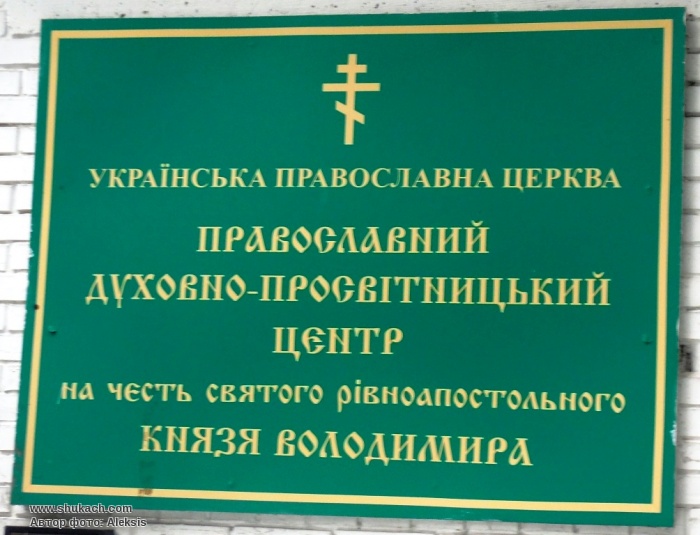 УКРАЇНСЬКА ПРАВОСЛАВНА ЦЕРКВА
ПРАВОСЛАВНИЙ
ДУХОВНО-ПРОСВІТНИЦЬКИЙ
ЦЕНТР
на честь святого рівноапостольного
КНЯЗЯ ВОЛОДИМИРА
www.shukach.com
Автор фото: Aleksis